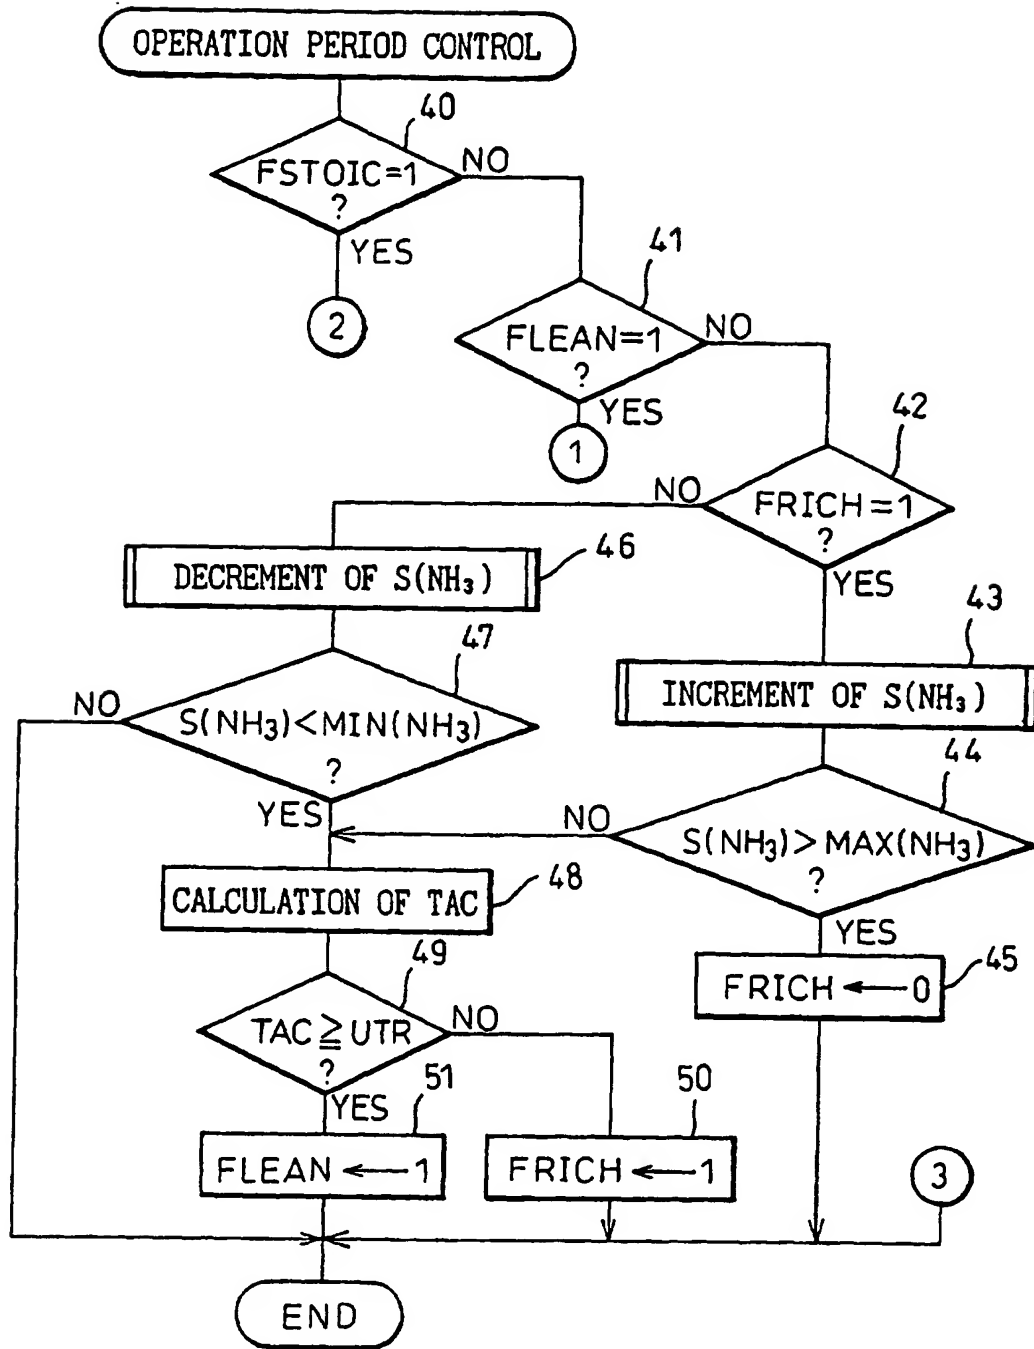 OPERATION PERIOD CONTROL
40
FSTOIC=1
?
NO
YES
2
41
FLEAN=1
?
NO
YES
1
42
FRICH=1
?
NO
YES
46
DECREMENT OF S(NH₃)
43
INCREMENT OF S(NH₃)
47
S(NH₃)<MIN(NH₃)
?
NO
YES
44
S(NH₃)>MAX(NH₃)
?
NO
YES
48
CALCULATION OF TAC
45
FRICH ← 0
49
TAC ≧ UTR
?
NO
YES
51
FLEAN ← 1
50
FRICH ← 1
3
END